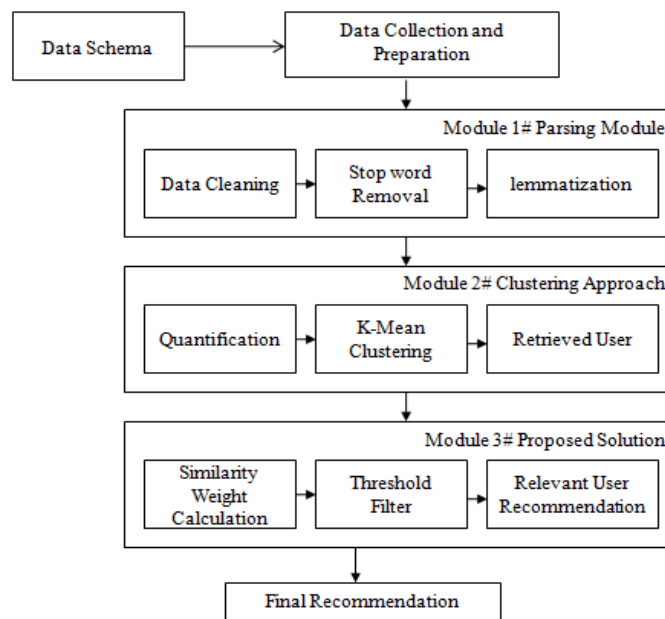 Data Schema
Data Collection and
Preparation
Module 1# Parsing Module
Data Cleaning
Stop word
Removal
lemmatization
Module 2# Clustering Approach
Quantification
K-Mean
Clustering
Retrieved User
Module 3# Proposed Solution
Similarity
Weight
Calculation
Threshold
Filter
Relevant User
Recommendation
Final Recommendation